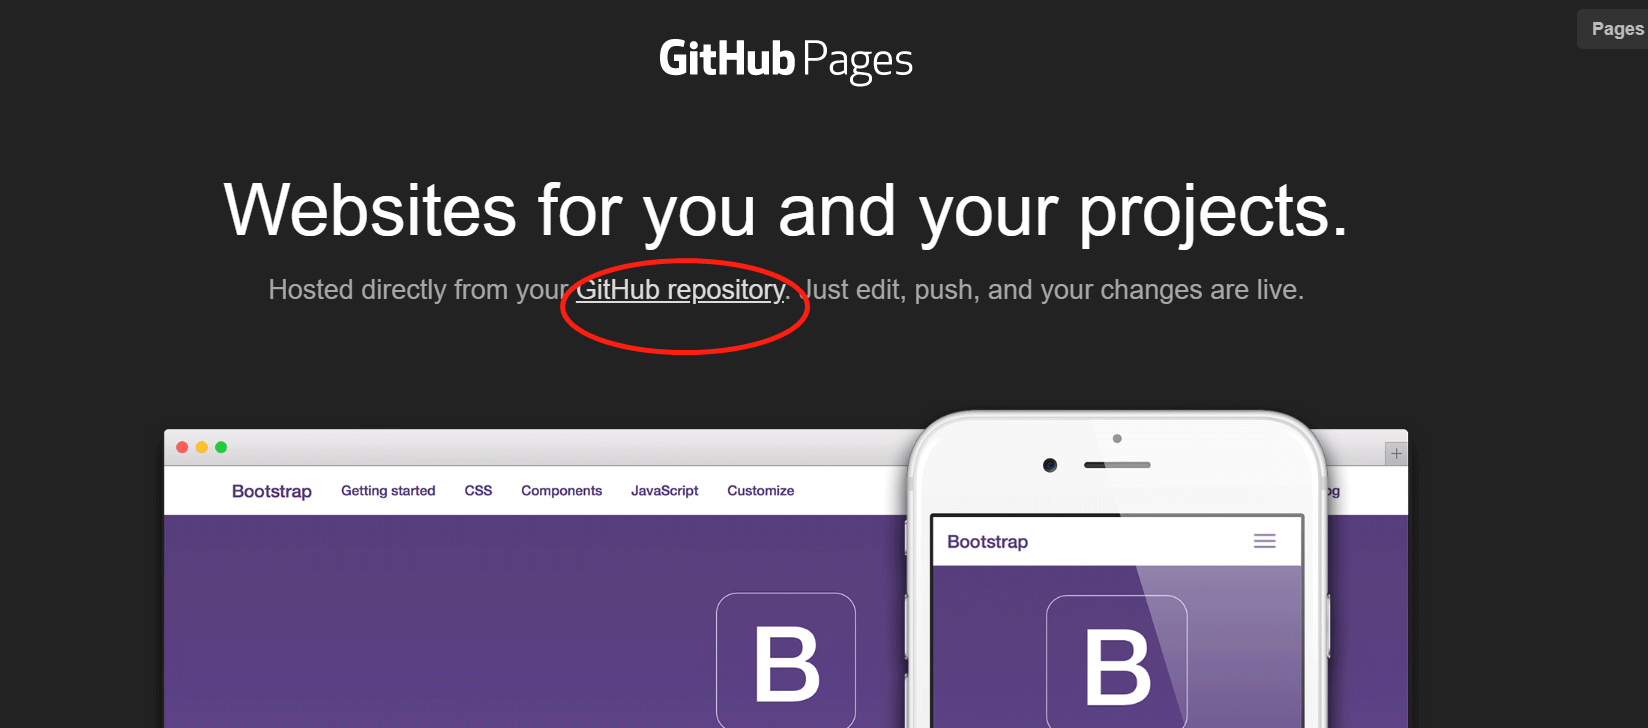 Pages
GitHub Pages
Websites for you and your projects.
Hosted directly from your GitHub repository. Just edit, push, and your changes are live.
Bootstrap Getting started CSS Components JavaScript Customize
Bootstrap
B
B